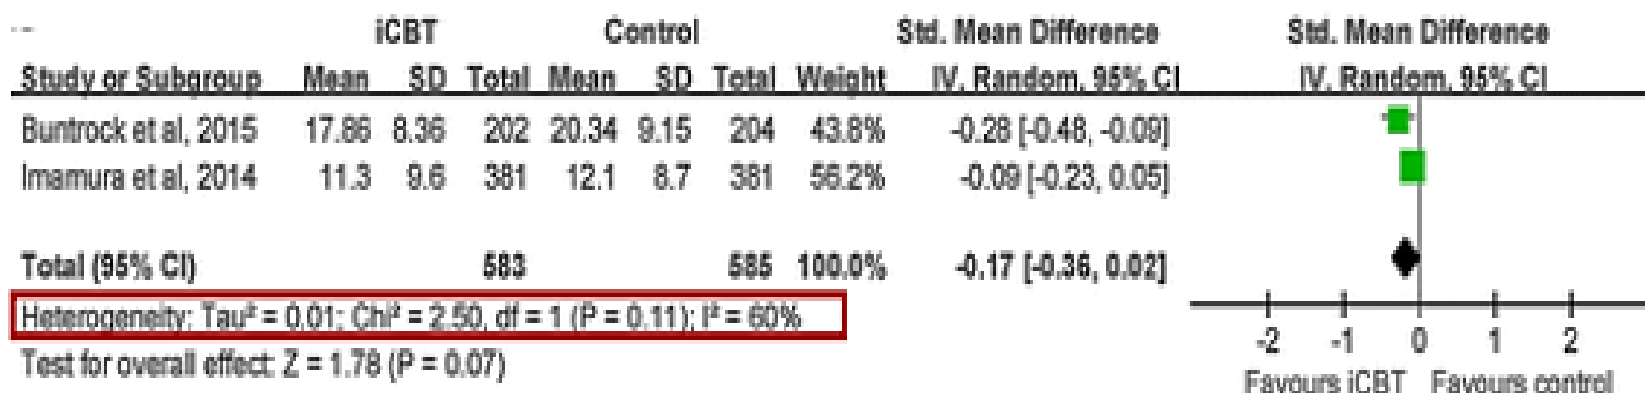 iCBT Control Std. Mean Difference Std. Mean Difference
Study or Subgroup Mean SD Total Mean SD Total Weight IV, Random, 95% CI IV, Random, 95% CI
Buntrock et al, 2015 17.86 8.36 202 20.34 9.15 204 43.8% -0.28 [-0.48, -0.09]
Imamura et al, 2014 11.3 9.6 381 12.1 8.7 381 56.2% -0.09 [-0.23, 0.05]
Total (95% CI) 583 585 100.0% -0.17 [-0.36, 0.02]
Heterogeneity: Tau² = 0.01; Chi² = 2.50, df = 1 (P = 0.11); I² = 60%
Test for overall effect: Z = 1.78 (P = 0.07)
-2 -1 0 1 2
Favours iCBT Favours control